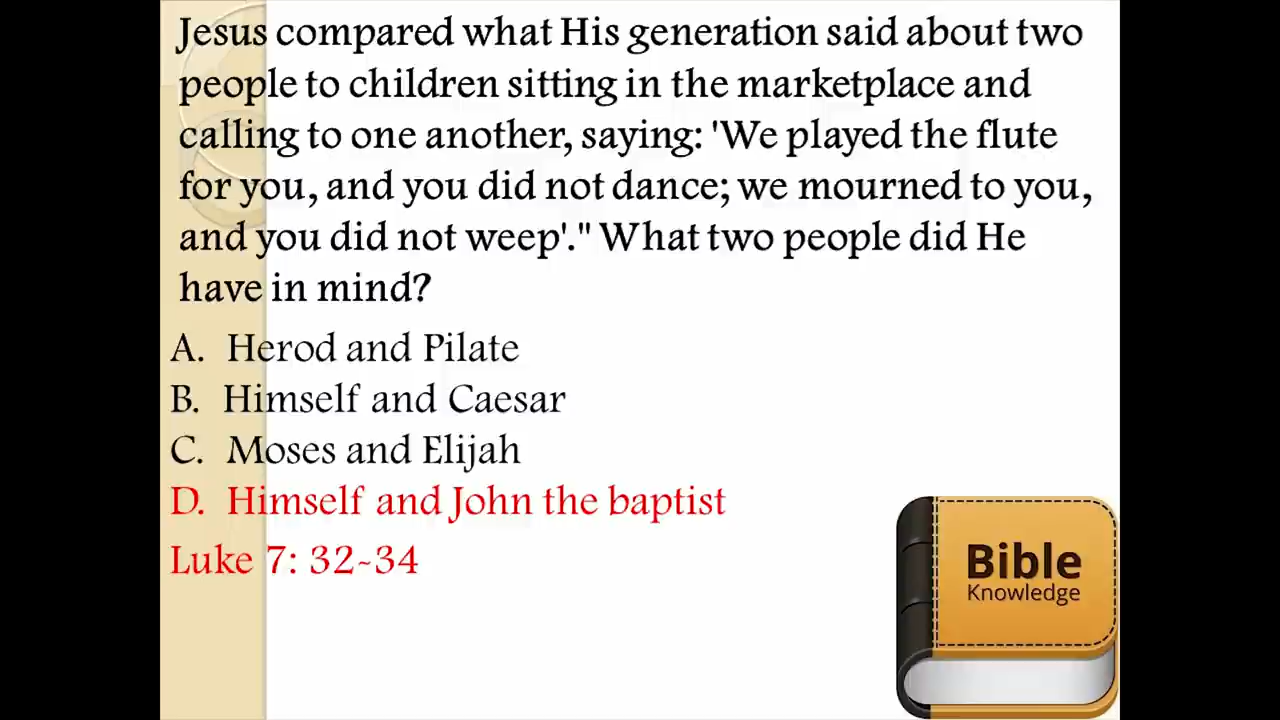 Jesus compared what His generation said about two
people to children sitting in the marketplace and
calling to one another, saying: 'We played the flute
for you, and you did not dance; we mourned to you,
and you did not weep'." What two people did He
have in mind?
A. Herod and Pilate
B. Himself and Caesar
C. Moses and Elijah
D. Himself and John the baptist
Luke 7: 32-34
Bible
Knowledge